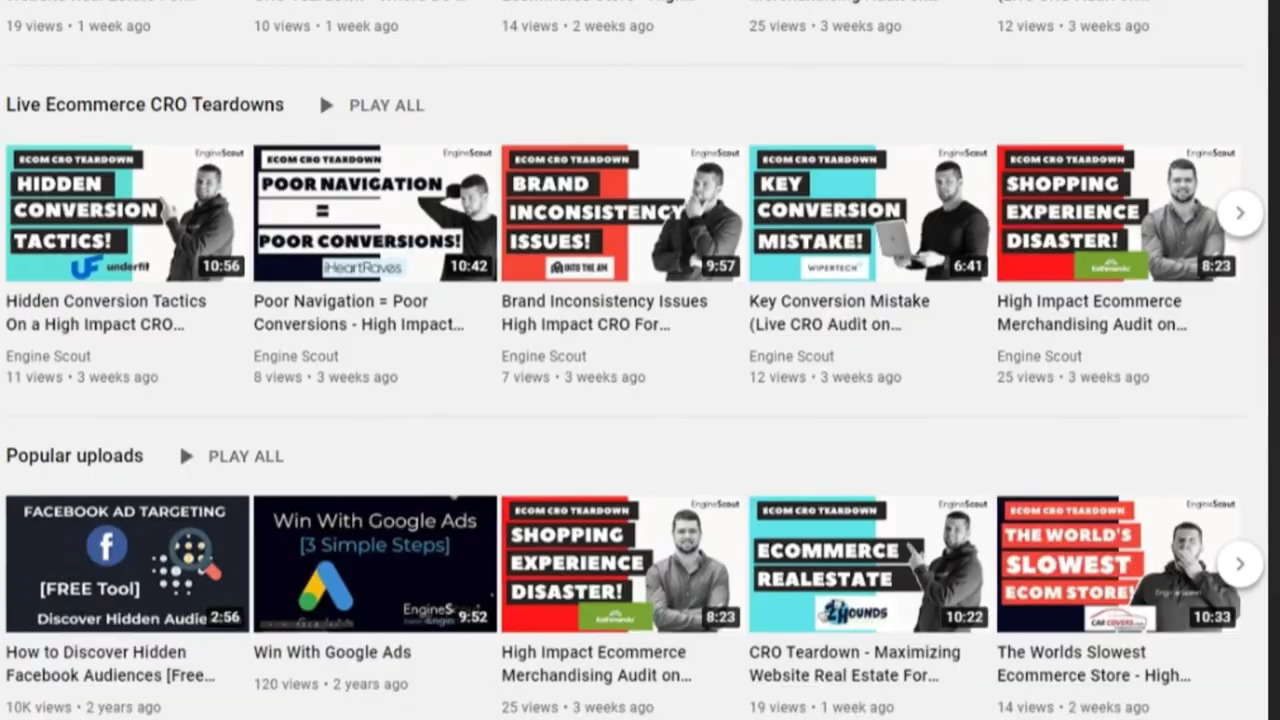 19 views • 1 week ago
10 views • 1 week ago
14 views • 2 weeks ago
25 views • 3 weeks ago
12 views • 3 weeks ago
Live Ecommerce CRO Teardowns
PLAY ALL
ECOM CRO TEARDOWN
EngineScout
HIDDEN
CONVERSION
TACTICS!
underfit
10:56
ECOM CRO TEARDOWN
EngineScout
POOR NAVIGATION
=
POOR CONVERSIONS!
iHeartRaves
10:42
ECOM CRO TEARDOWN
EngineScout
BRAND
INCONSISTENCY
ISSUES!
INTO THE AM
9:57
ECOM CRO TEARDOWN
EngineScout
KEY
CONVERSION
MISTAKE!
WIPERTECH
6:41
ECOM CRO TEARDOWN
EngineScout
SHOPPING
EXPERIENCE
DISASTER!
Kathmandu
8:23
Hidden Conversion Tactics
On a High Impact CRO...
Engine Scout
11 views • 3 weeks ago
Poor Navigation = Poor
Conversions - High Impact...
Engine Scout
8 views • 3 weeks ago
Brand Inconsistency Issues
High Impact CRO For...
Engine Scout
7 views • 3 weeks ago
Key Conversion Mistake
(Live CRO Audit on...
Engine Scout
12 views • 3 weeks ago
High Impact Ecommerce
Merchandising Audit on...
Engine Scout
25 views • 3 weeks ago
Popular uploads
PLAY ALL
FACEBOOK AD TARGETING
[FREE Tool]
Discover Hidden Audie
2:56
Win With Google Ads
[3 Simple Steps]
EngineS
9:52
ECOM CRO TEARDOWN
EngineScout
SHOPPING
EXPERIENCE
DISASTER!
Kathmandu
8:23
ECOM CRO TEARDOWN
EngineScout
ECOMMERCE
REALESTATE
2HOUNDS
10:22
ECOM CRO TEARDOWN
EngineScout
THE WORLD'S
SLOWEST
ECOM STORE!
CAR COVERS.com
10:33
How to Discover Hidden
Facebook Audiences [Free...
10K views • 2 years ago
Win With Google Ads
120 views • 2 years ago
High Impact Ecommerce
Merchandising Audit on...
25 views • 3 weeks ago
CRO Teardown - Maximizing
Website Real Estate For...
19 views • 1 week ago
The Worlds Slowest
Ecommerce Store - High...
14 views • 2 weeks ago